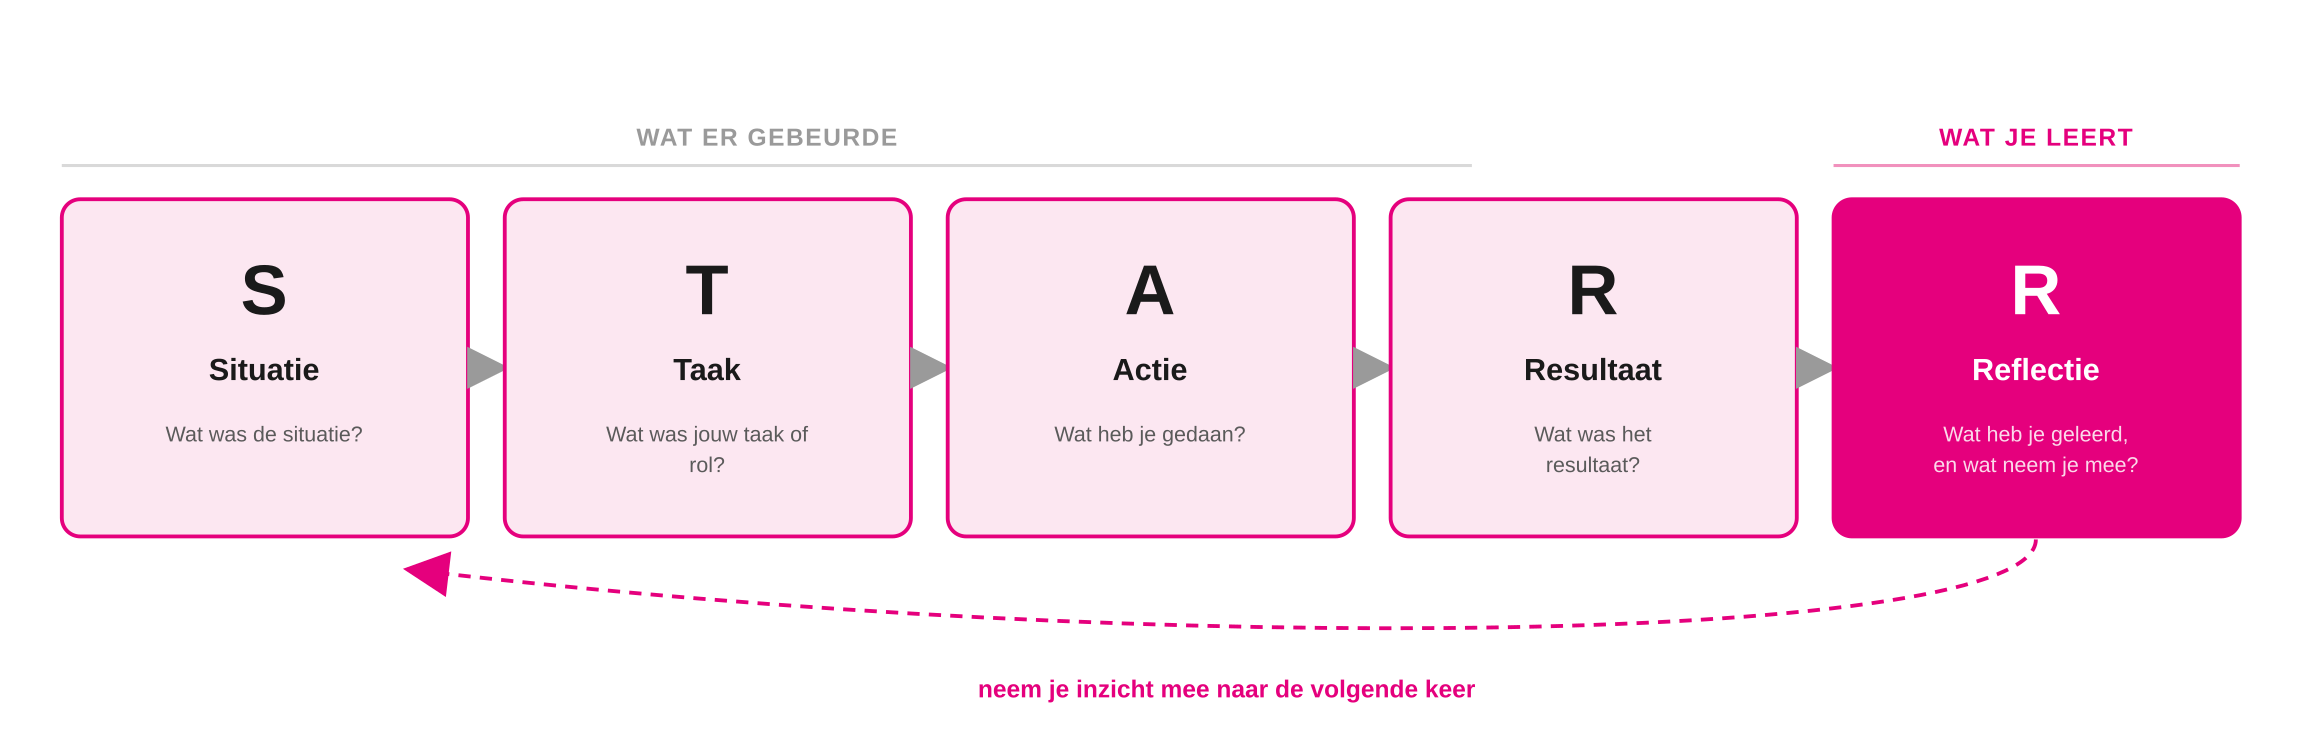 WAT ER GEBEURDE
WAT JE LEERT
S
Situatie
Wat was de situatie?
T
Taak
Wat was jouw taak of
rol?
A
Actie
Wat heb je gedaan?
R
Resultaat
Wat was het
resultaat?
R
Reflectie
Wat heb je geleerd,
en wat neem je mee?
neem je inzicht mee naar de volgende keer